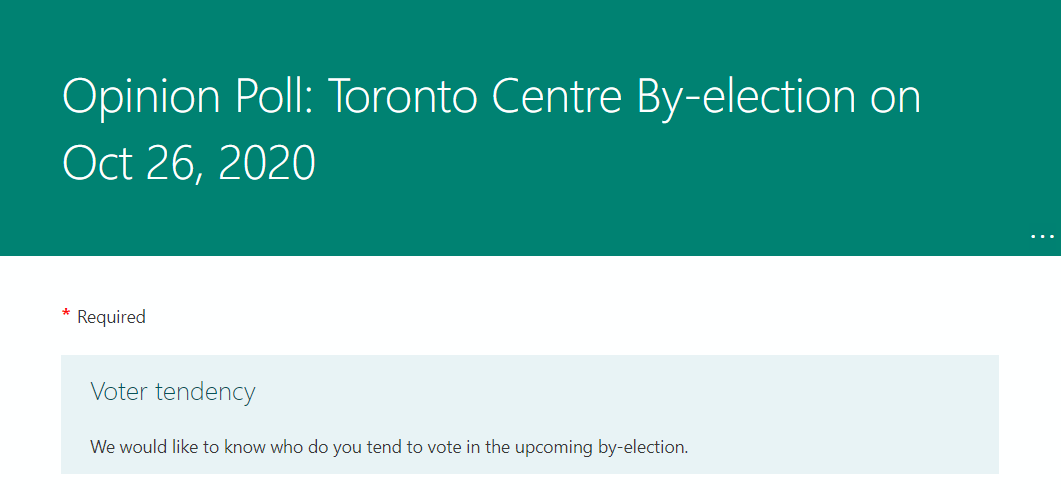 Opinion Poll: Toronto Centre By-election on
Oct 26, 2020
...
* Required
Voter tendency
We would like to know who do you tend to vote in the upcoming by-election.